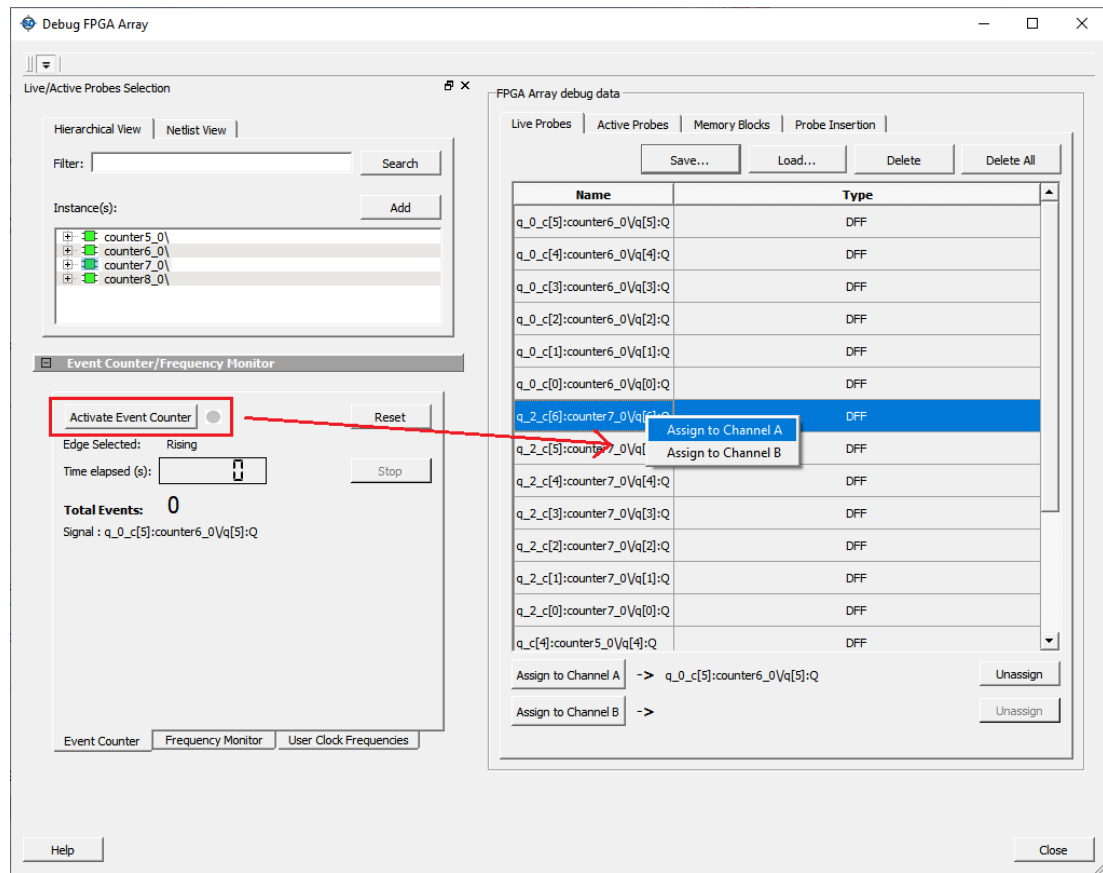 Debug FPGA Array
Live/Active Probes Selection
Hierarchical View
Netlist View
Filter:
Search
Instance(s):
Add
counter5_0\
counter6_0\
counter7_0\
counter8_0\
Event Counter/Frequency Monitor
Activate Event Counter
Reset
Edge Selected: Rising
Time elapsed (s): 0
Stop
Total Events: 0
Signal : q_0_c[5]:counter6_0\/q[5]:Q
Event Counter
Frequency Monitor
User Clock Frequencies
FPGA Array debug data
Live Probes
Active Probes
Memory Blocks
Probe Insertion
Save...
Load...
Delete
Delete All
Name Type
q_0_c[5]:counter6_0\/q[5]:Q DFF
q_0_c[4]:counter6_0\/q[4]:Q DFF
q_0_c[3]:counter6_0\/q[3]:Q DFF
q_0_c[2]:counter6_0\/q[2]:Q DFF
q_0_c[1]:counter6_0\/q[1]:Q DFF
q_0_c[0]:counter6_0\/q[0]:Q DFF
q_2_c[6]:counter7_0\/q[6]:Q DFF
Assign to Channel A
Assign to Channel B
q_2_c[5]:counter7_0\/q[ DFF
q_2_c[4]:counter7_0\/q[4]:Q DFF
q_2_c[3]:counter7_0\/q[3]:Q DFF
q_2_c[2]:counter7_0\/q[2]:Q DFF
q_2_c[1]:counter7_0\/q[1]:Q DFF
q_2_c[0]:counter7_0\/q[0]:Q DFF
q_c[4]:counter5_0\/q[4]:Q DFF
Assign to Channel A -> q_0_c[5]:counter6_0\/q[5]:Q
Unassign
Assign to Channel B ->
Unassign
Help
Close